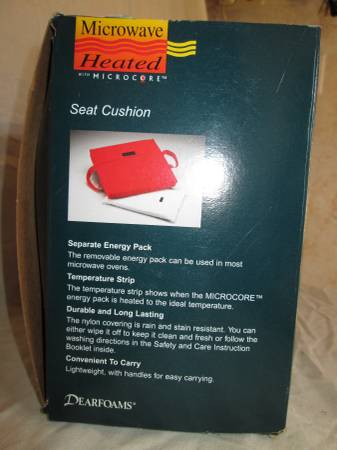 Microwave
Heated
WITH MICROCORE™
Seat Cushion
Separate Energy Pack
The removable energy pack can be used in most
microwave ovens.
Temperature Strip
The temperature strip shows when the MICROCORE™
energy pack is heated to the ideal temperature.
Durable and Long Lasting
The nylon covering is rain and stain resistant. You can
either wipe it off to keep it clean and fresh or follow the
washing directions in the Safety and Care Instruction
Booklet inside.
Convenient To Carry
Lightweight, with handles for easy carrying.
DEARFOAMS®